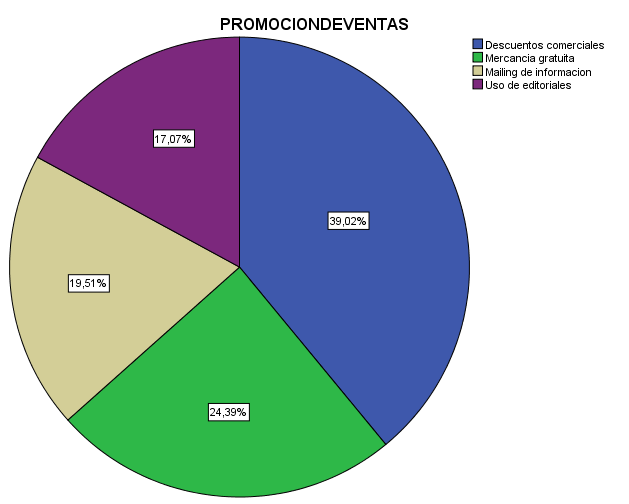 PROMOCIONDEVENTAS
Descuentos comerciales
Mercancia gratuita
Mailing de informacion
Uso de editoriales
17,07%
39,02%
19,51%
24,39%